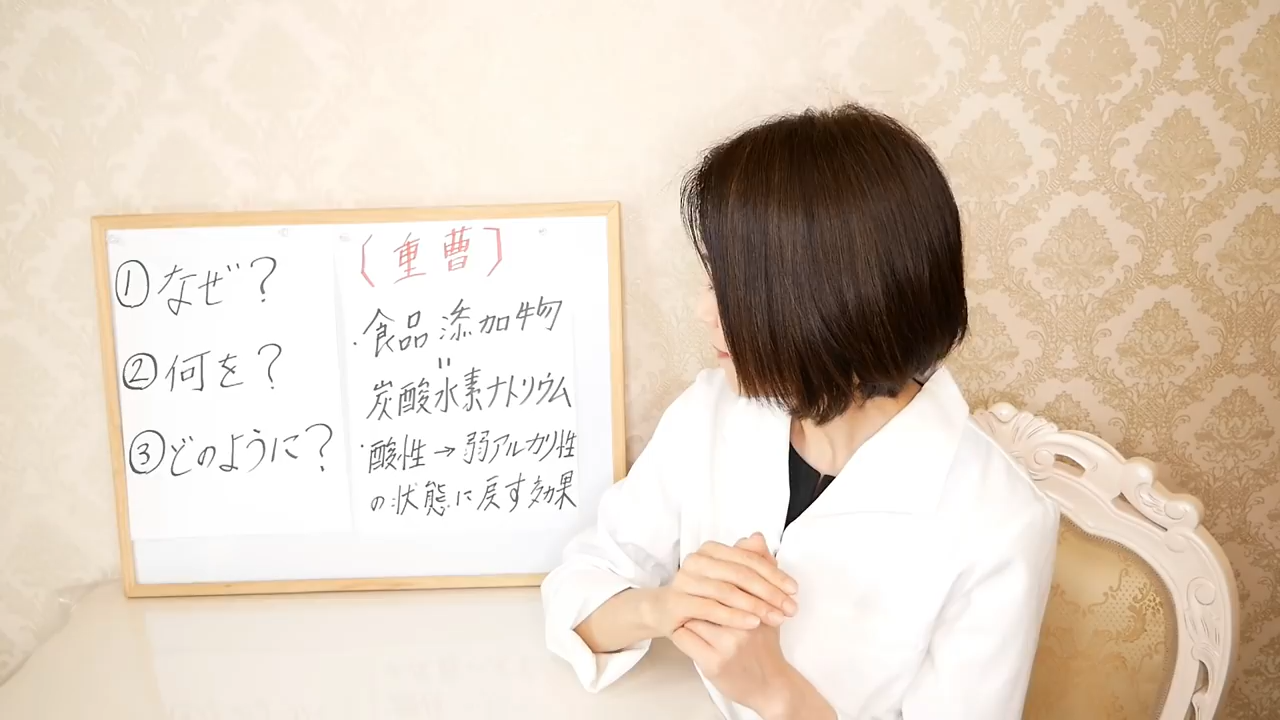 ①なぜ?
②何を?
③どのように?
〔重曹〕
・食品添加物
〃
炭酸水素ナトリウム
・酸性→弱アルカリ性
の状態に戻す効果